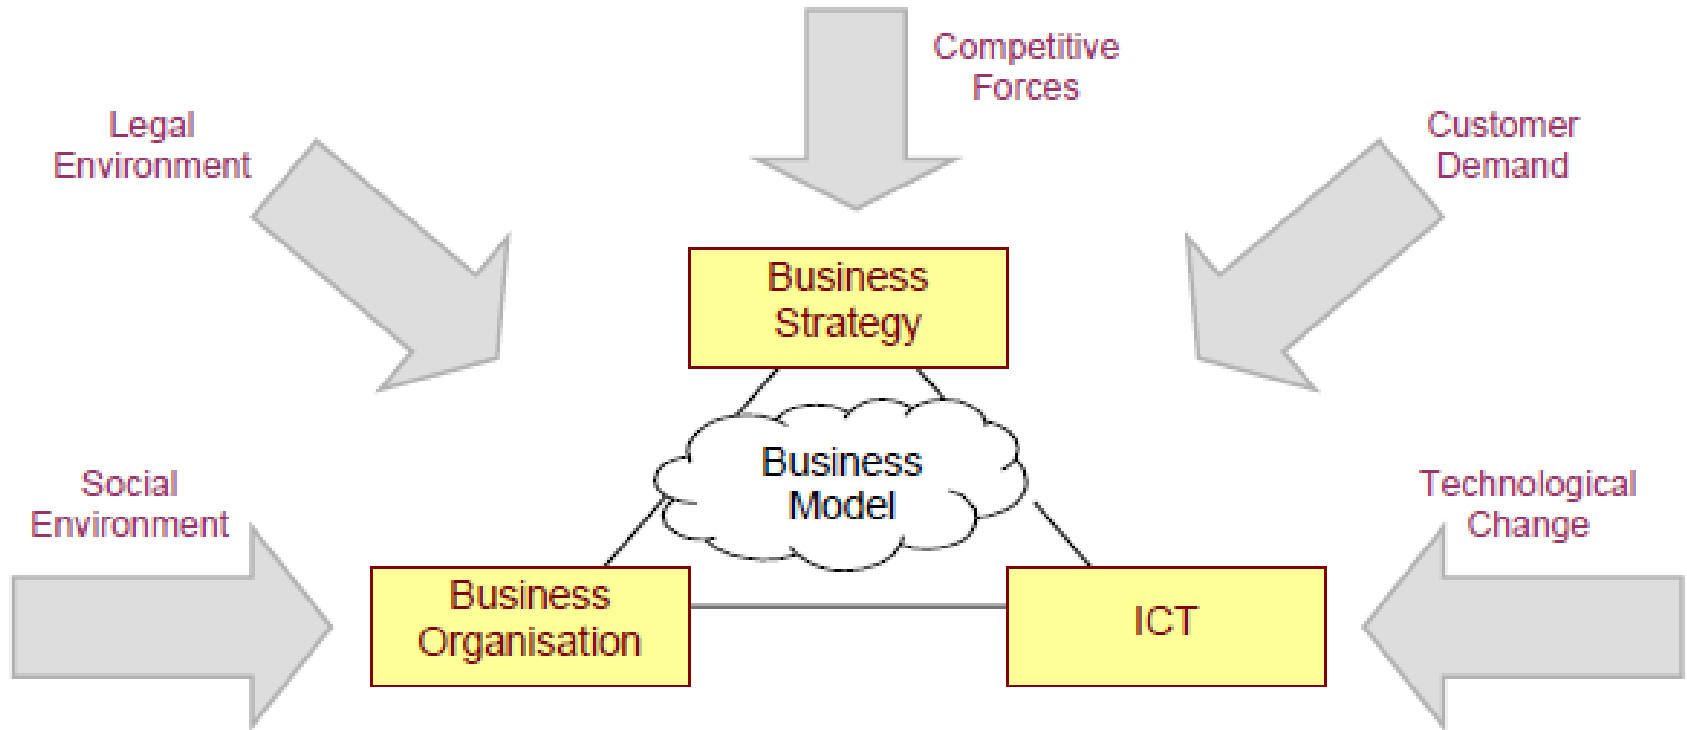 Competitive
Forces
Legal
Environment
Customer
Demand
Business
Strategy
Business
Model
Social
Environment
Technological
Change
Business
Organisation
ICT